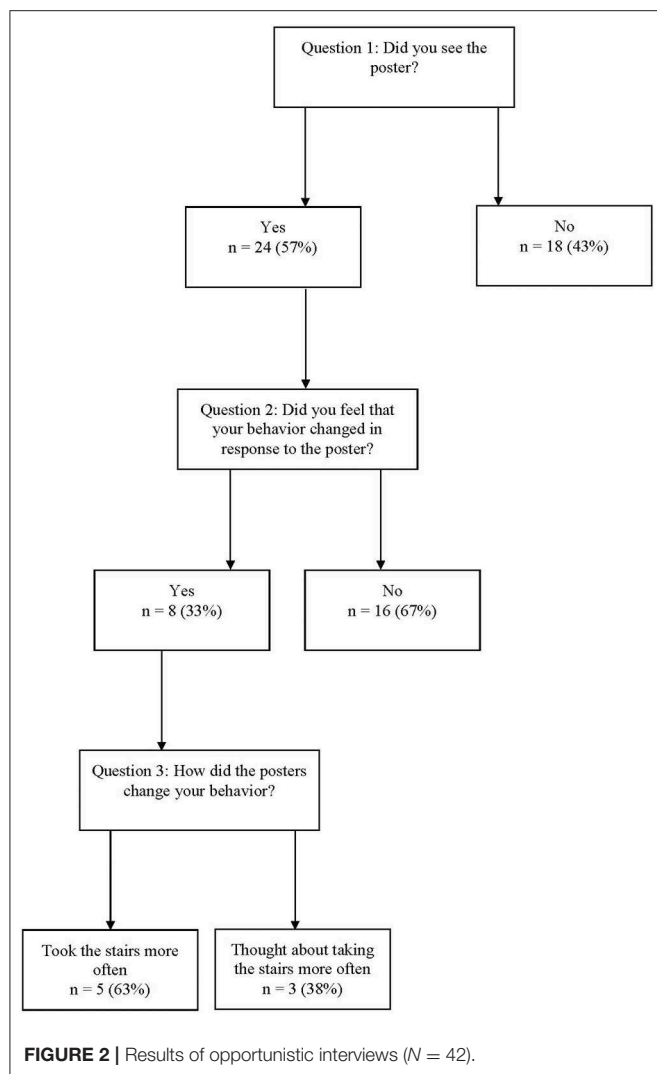 Question 1: Did you see the
poster?
Yes
n = 24 (57%)
No
n = 18 (43%)
Question 2: Did you feel that
your behavior changed in
response to the poster?
Yes
n = 8 (33%)
No
n = 16 (67%)
Question 3: How did the posters
change your behavior?
Took the stairs more
often
n = 5 (63%)
Thought about taking
the stairs more often
n = 3 (38%)
FIGURE 2 | Results of opportunistic interviews (N = 42).